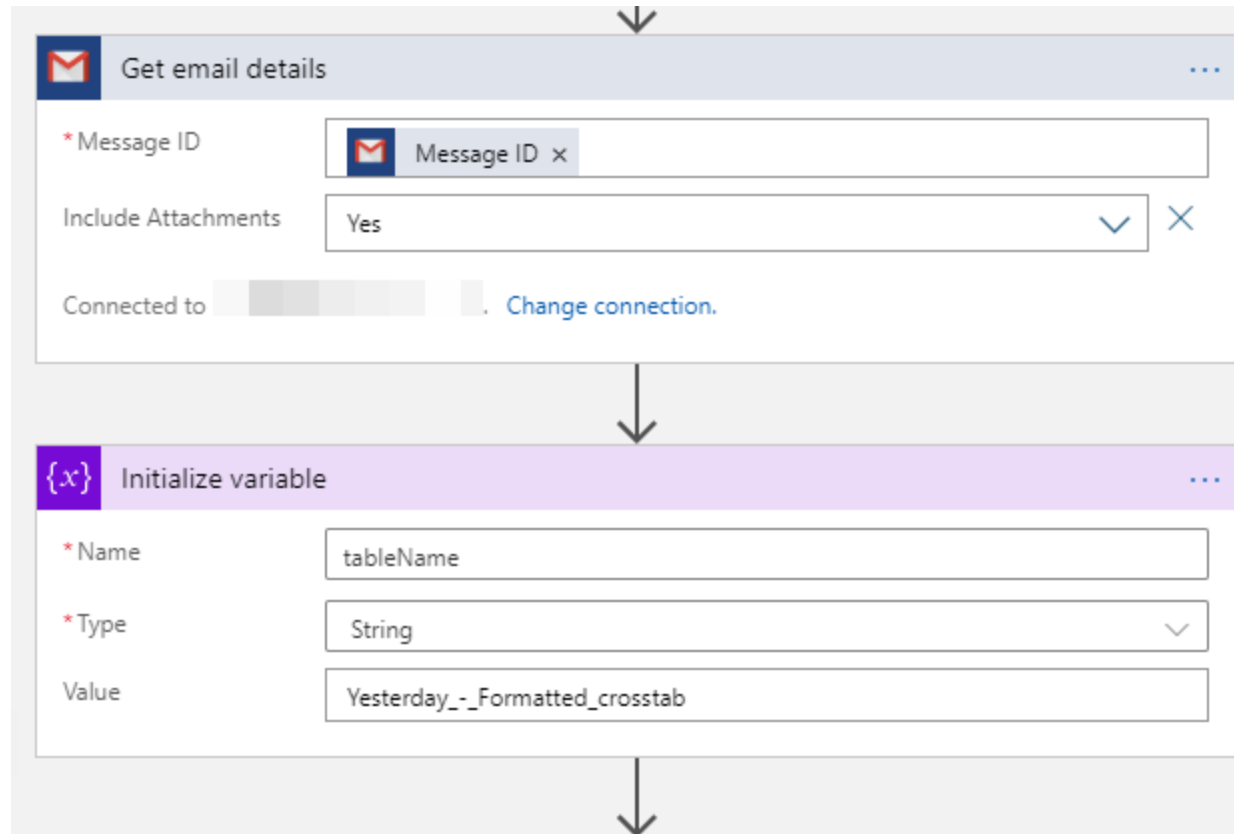 Get email details
...
* Message ID
Message ID ×
Include Attachments
Yes
Connected to . Change connection.
{x} Initialize variable
...
* Name
tableName
* Type
String
Value
Yesterday_-_Formatted_crosstab